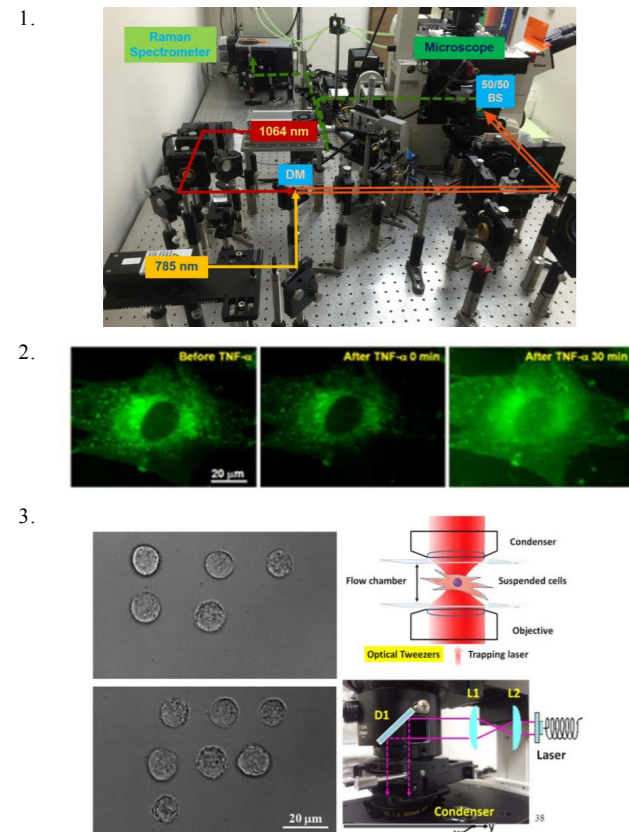 1.
Raman
Spectrometer
Microscope
50/50
BS
1064 nm
DM
785 nm
2.
Before TNF-α
After TNF-α 0 min
After TNF-α 30 min
20 µm
3.
Condenser
Flow chamber
Suspended cells
Objective
Optical Tweezers
Trapping laser
D1
L1
L2
Laser
Condenser
20 µm
38